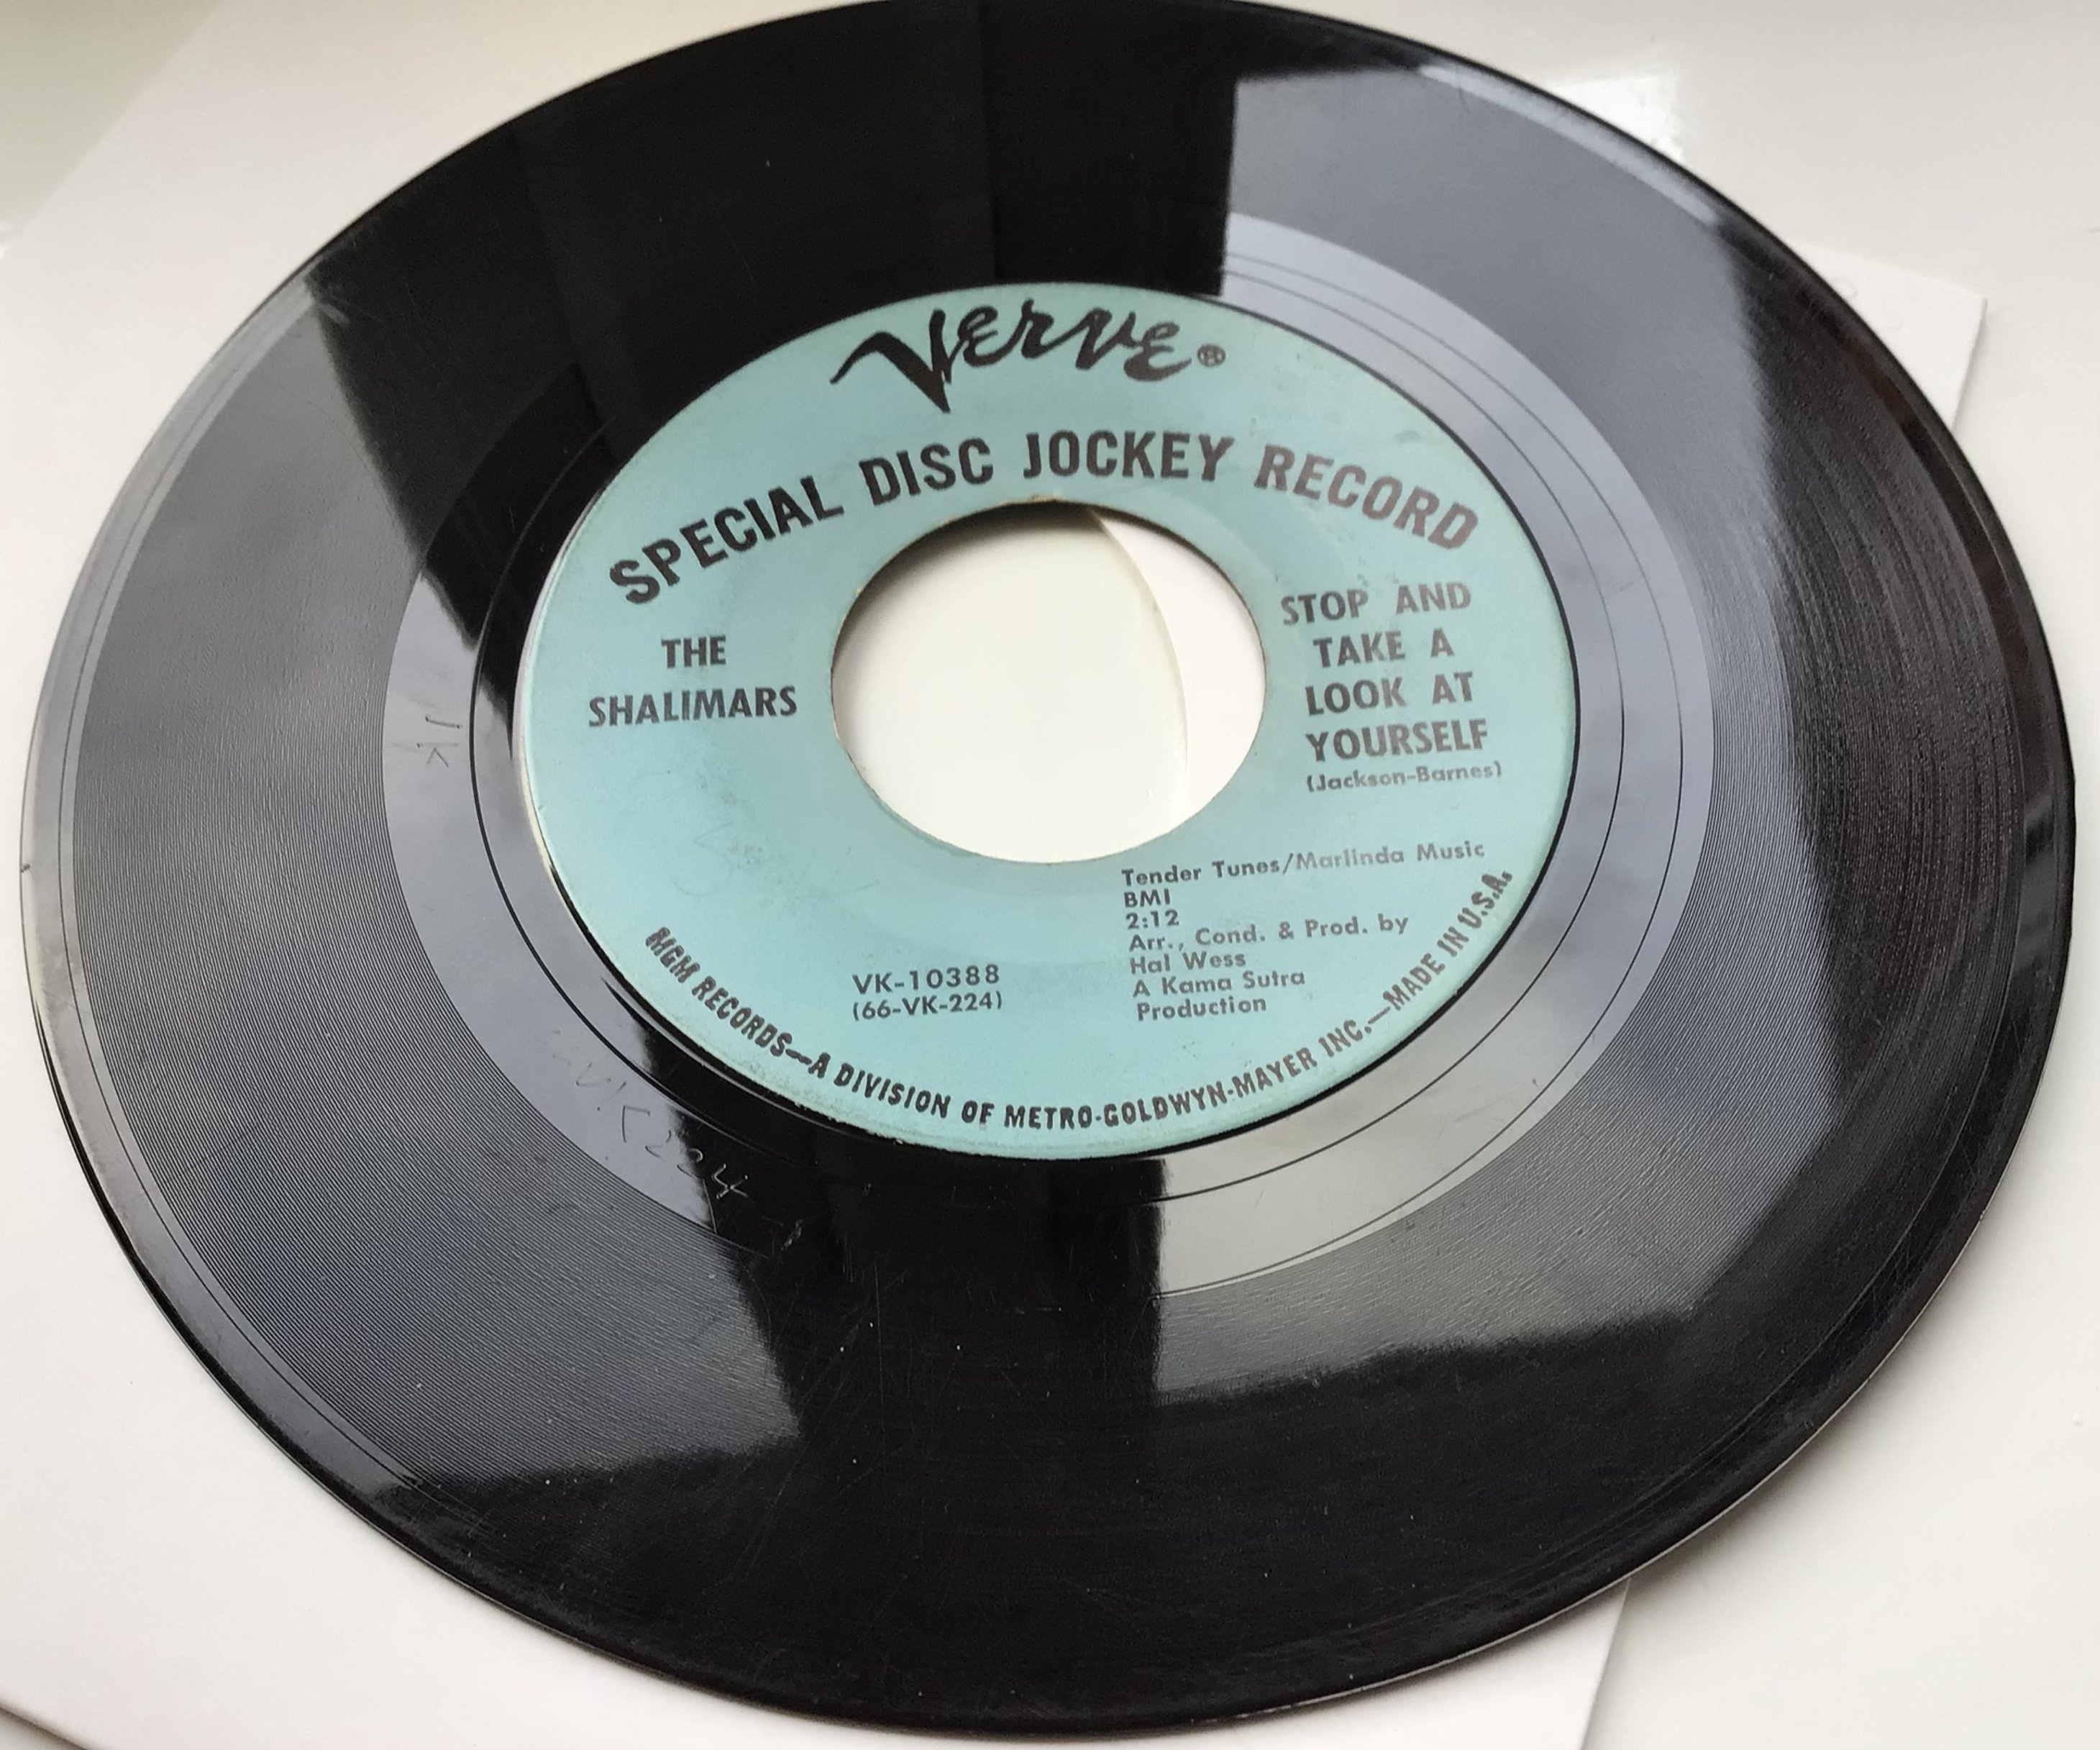 Verve®
SPECIAL DISC JOCKEY RECORD
THE
SHALIMARS
STOP AND
TAKE A
LOOK AT
YOURSELF
(Jackson-Barnes)
Tender Tunes/Marlinda Music
BMI
2:12
Arr., Cond. & Prod. by
Hal Wess
A Kama Sutra
Production
VK-10388
(66-VK-224)
MGM RECORDS—A DIVISION OF METRO-GOLDWYN-MAYER INC.—MADE IN U.S.A.
JK